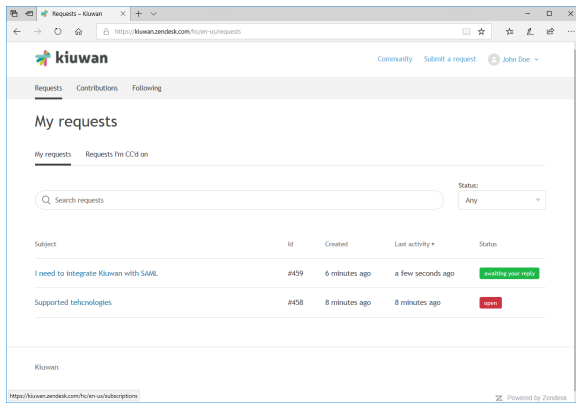 Requests – Kiuwan
https://kiuwan.zendesk.com/hc/en-us/requests
kiuwan
Community Submit a request John Doe
Requests Contributions Following
My requests
My requests Requests I'm CC'd on
Status:
Search requests Any
Subject Id Created Last activity ▾ Status
I need to integrate Kiuwan with SAML #459 6 minutes ago a few seconds ago awaiting your reply
Supported tehcnologies #458 8 minutes ago 8 minutes ago open
Kiuwan
https://kiuwan.zendesk.com/hc/en-us/subscriptions
Powered by Zendesk